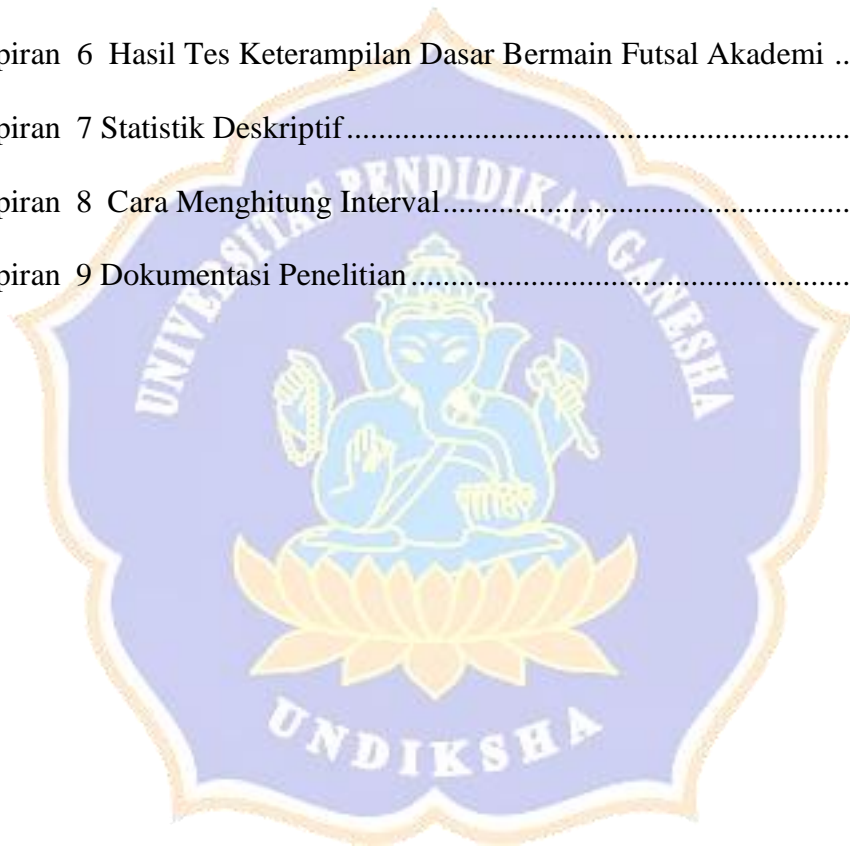 piran 6 Hasil Tes Keterampilan Dasar Bermain Futsal Akademi ..
piran 7 Statistik Deskriptif.....................................................
piran 8 Cara Menghitung Interval...........................................
piran 9 Dokumentasi Penelitian..............................................
UNIVERSITAS PENDIDIKAN GANESHA
UNDIKSHA